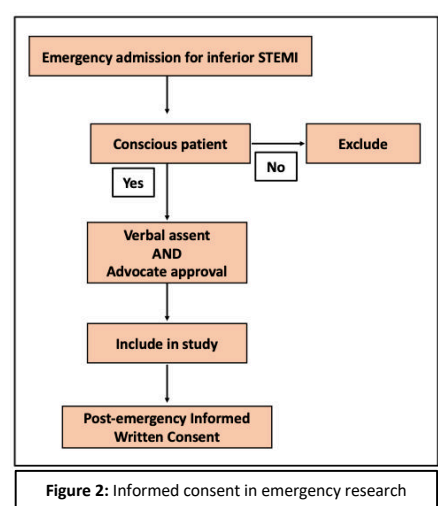 Emergency admission for inferior STEMI
Conscious patient
Exclude
No
Yes
Verbal assent
AND
Advocate approval
Include in study
Post-emergency Informed
Written Consent
Figure 2: Informed consent in emergency research